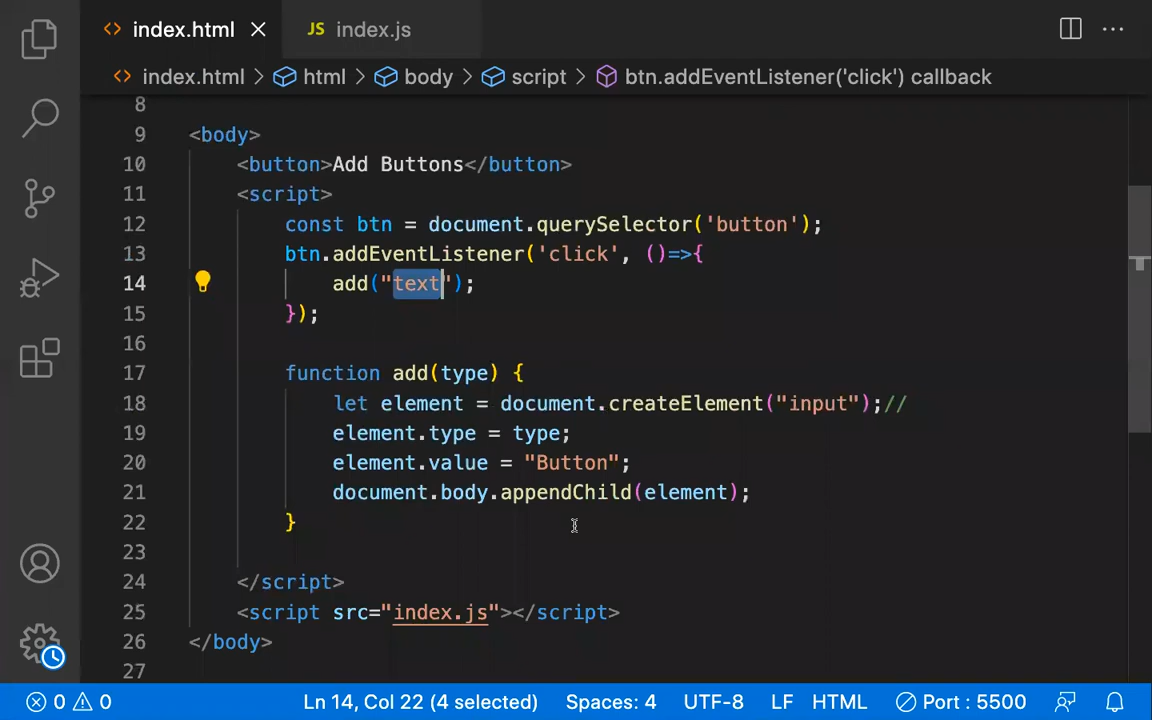 index.html
JS index.js
index.html > html > body > script > btn.addEventListener('click') callback
8
9 <body>
10 <button>Add Buttons</button>
11 <script>
12 const btn = document.querySelector('button');
13 btn.addEventListener('click', ()=>{
14 add("text");
15 });
16
17 function add(type) {
18 let element = document.createElement("input");//
19 element.type = type;
20 element.value = "Button";
21 document.body.appendChild(element);
22 }
23
24 </script>
25 <script src="index.js"></script>
26 </body>
27
0 0 Ln 14, Col 22 (4 selected) Spaces: 4 UTF-8 LF HTML Port : 5500